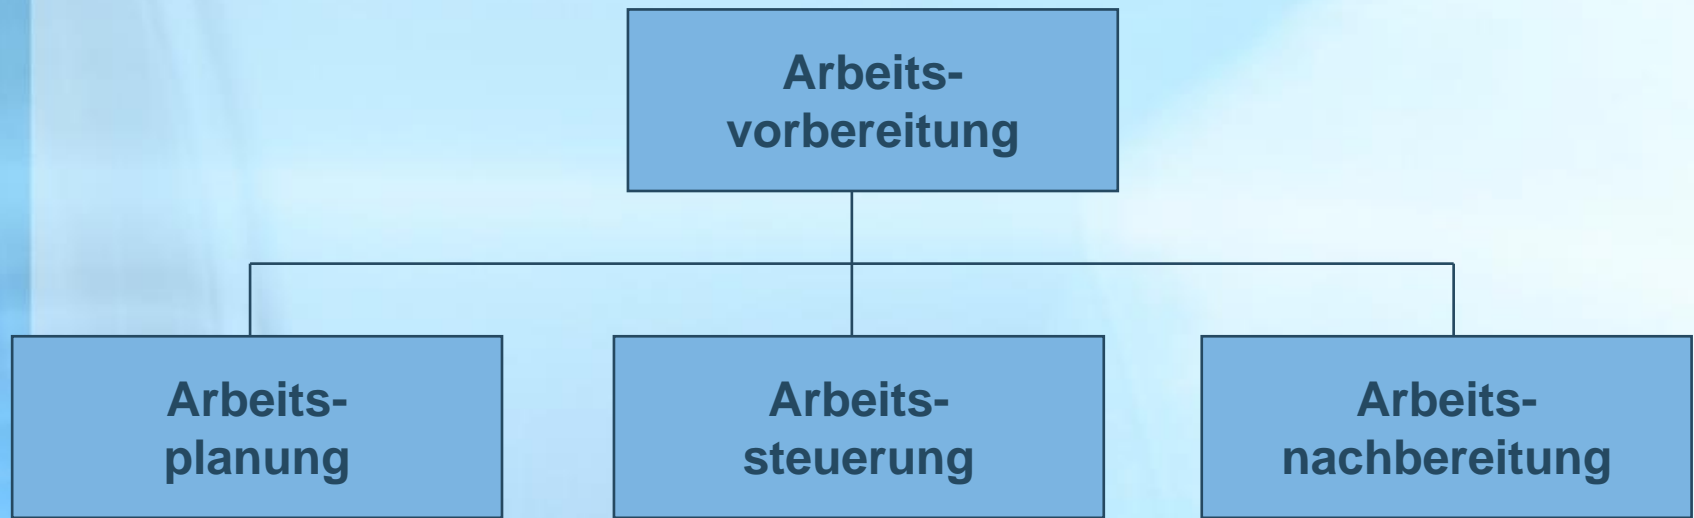 Arbeits-
vorbereitung
Arbeits-
planung
Arbeits-
steuerung
Arbeits-
nachbereitung